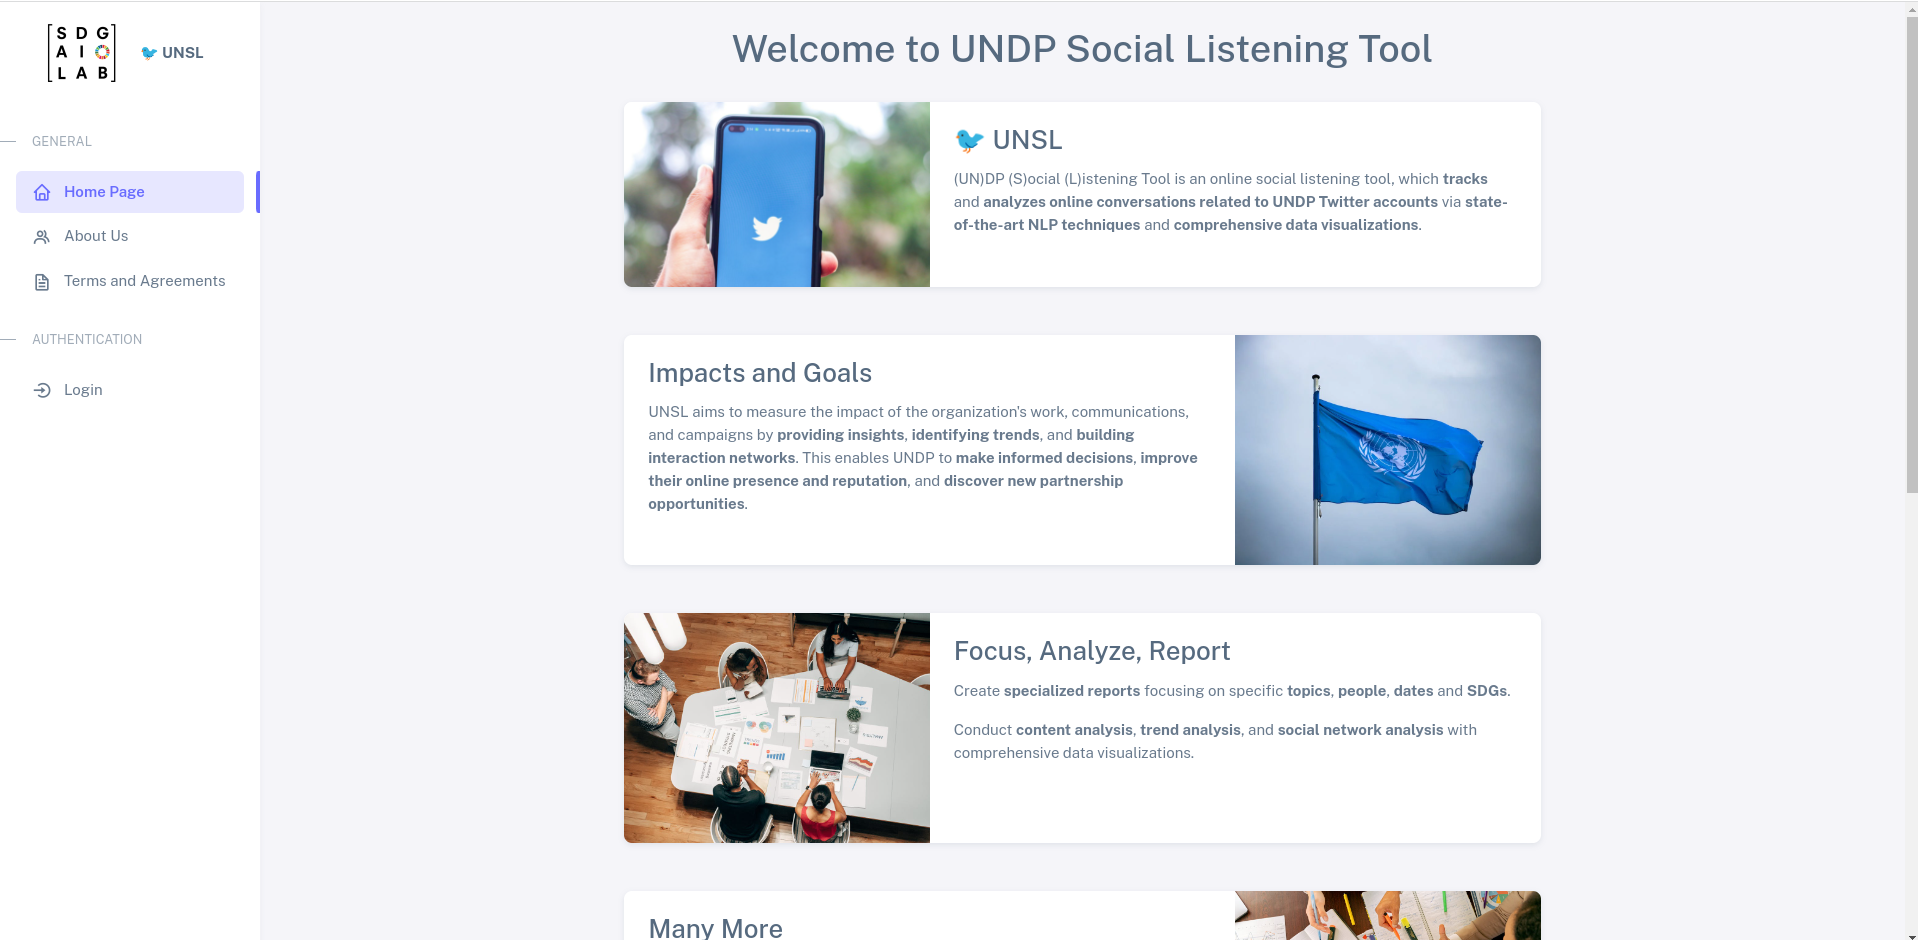 SDG
AI
LAB
🐦 UNSL
GENERAL
Home Page
About Us
Terms and Agreements
AUTHENTICATION
Login
Welcome to UNDP Social Listening Tool
🐦 UNSL
(UN)DP (S)ocial (L)istening Tool is an online social listening tool, which tracks
and analyzes online conversations related to UNDP Twitter accounts via state-
of-the-art NLP techniques and comprehensive data visualizations.
Impacts and Goals
UNSL aims to measure the impact of the organization's work, communications,
and campaigns by providing insights, identifying trends, and building
interaction networks. This enables UNDP to make informed decisions, improve
their online presence and reputation, and discover new partnership
opportunities.
Focus, Analyze, Report
Create specialized reports focusing on specific topics, people, dates and SDGs.
Conduct content analysis, trend analysis, and social network analysis with
comprehensive data visualizations.
Many More